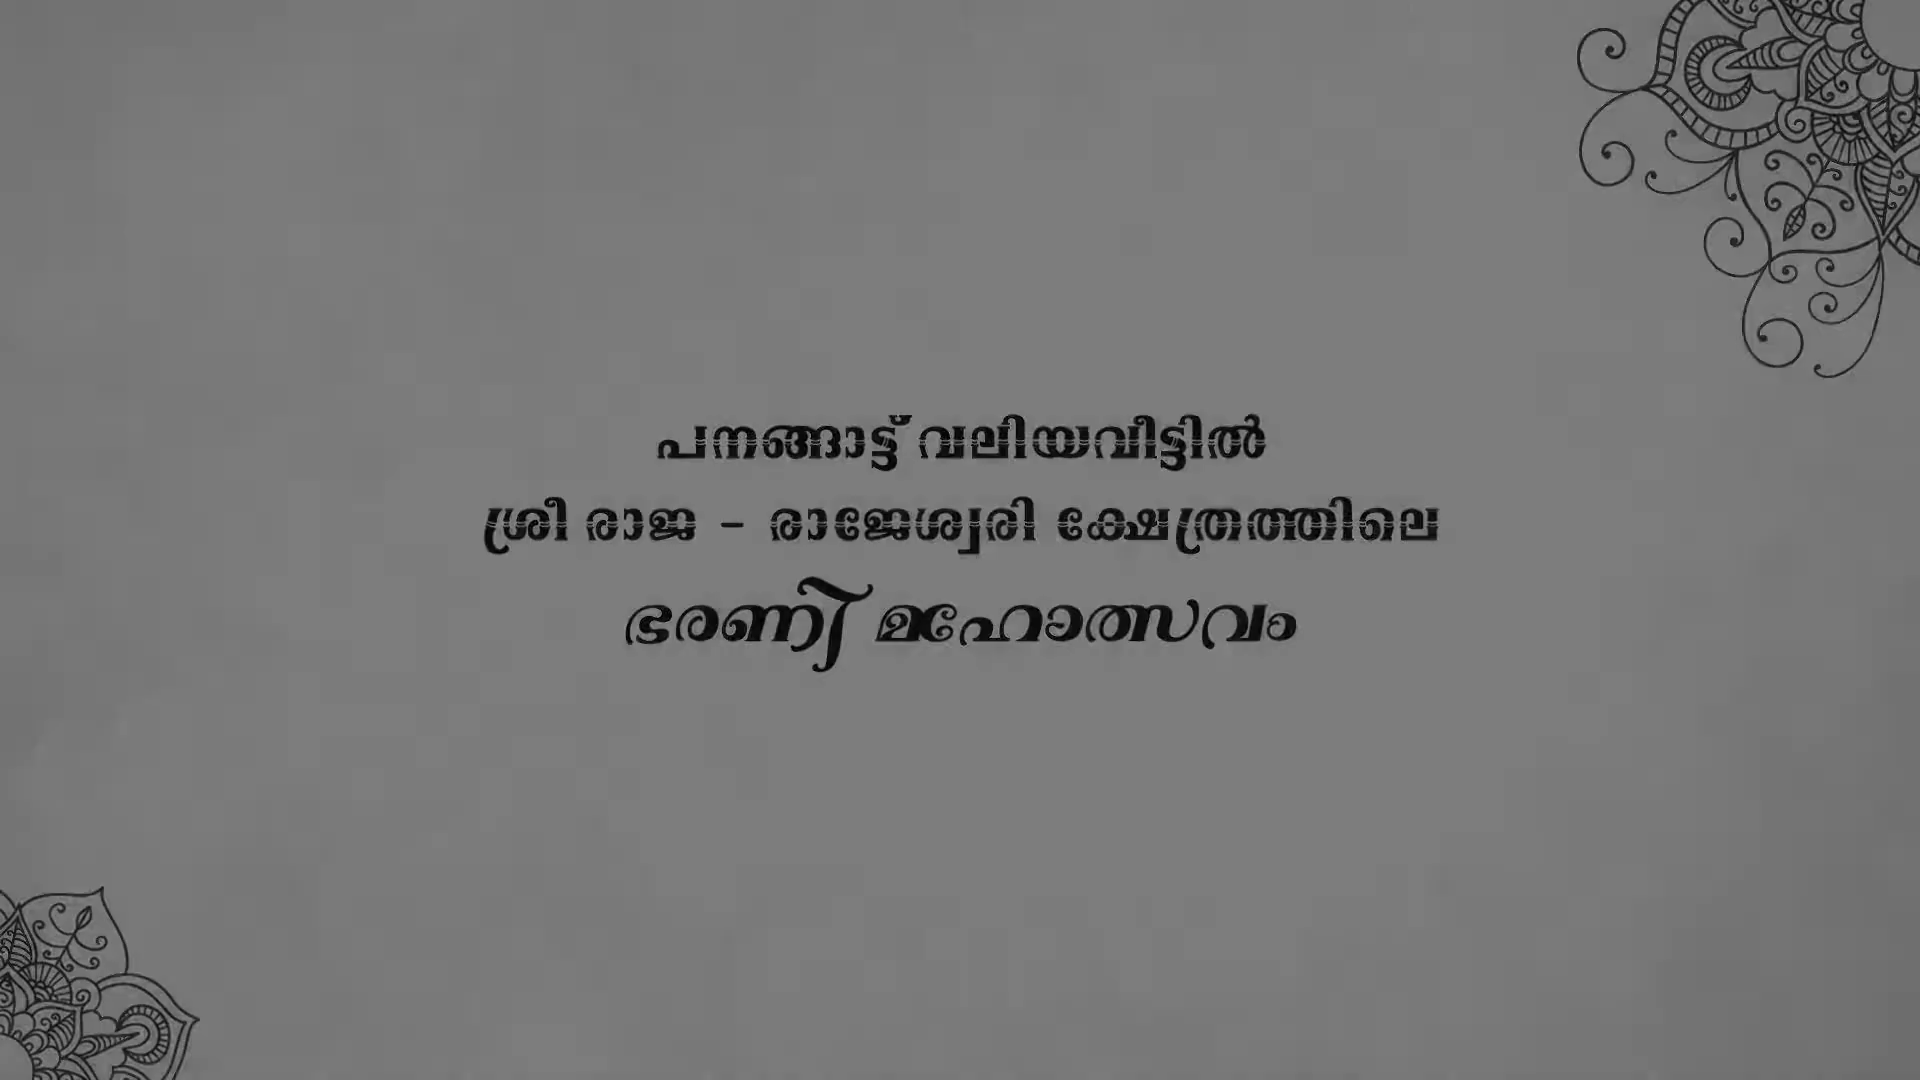 പനങ്ങാട്ട് വലിയവീട്ടിൽ
ശ്രീ രാജ - രാജേശ്വരി ക്ഷേത്രത്തിലെ
ഭരണി മഹോത്സവം